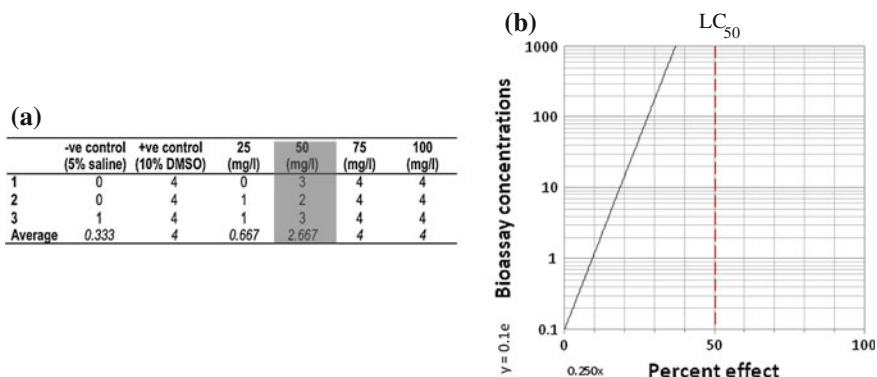 (a)
-ve control +ve control 25 50 75 100
(5% saline) (10% DMSO) (mg/l) (mg/l) (mg/l) (mg/l)
1 0 4 0 3 4 4
2 0 4 1 2 4 4
3 1 4 1 3 4 4
Average 0.333 4 0.667 2.667 4 4
(b) LC50
Bioassay concentrations
1000
100
10
1
0.1
0 50 100
y = 0.1e
0.250x
Percent effect